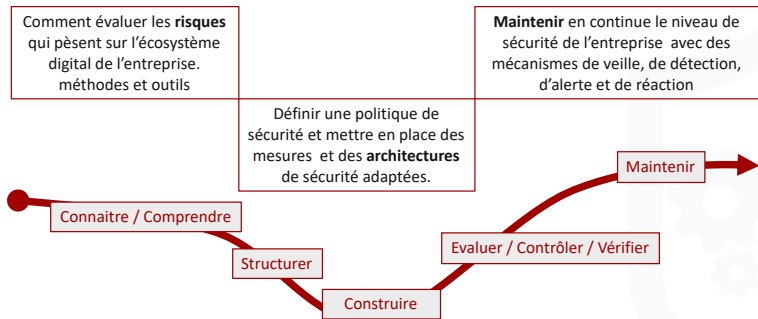 Comment évaluer les risques
qui pèsent sur l'écosystème
digital de l'entreprise.
méthodes et outils
Maintenir en continue le niveau de
sécurité de l'entreprise avec des
mécanismes de veille, de détection,
d'alerte et de réaction
Définir une politique de
sécurité et mettre en place des
mesures et des architectures
de sécurité adaptées.
Maintenir
Connaitre / Comprendre
Evaluer / Contrôler / Vérifier
Structurer
Construire